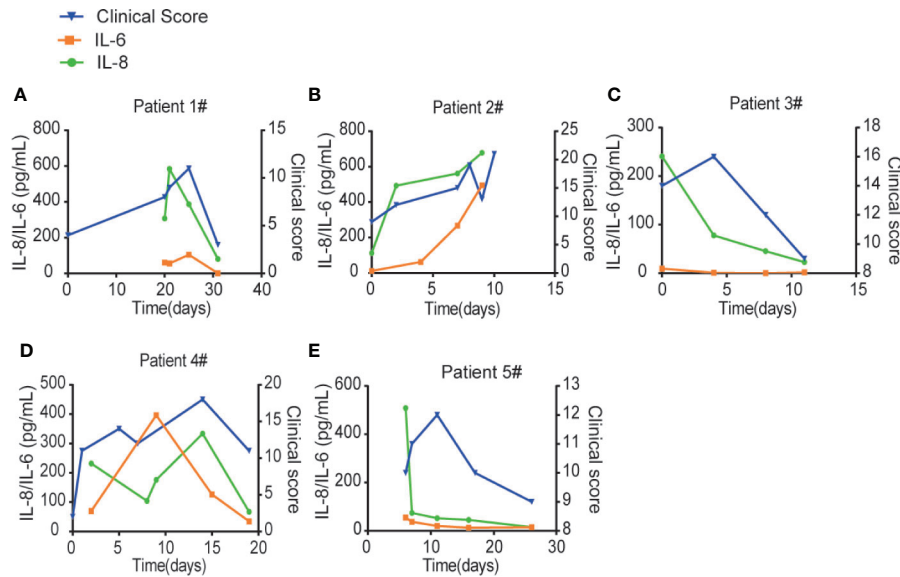 Clinical Score
IL-6
IL-8
A
Patient 1#
IL-8/IL-6 (pg/mL)
800
600
400
200
0
15
10
5
0
Clinical score
0 10 20 30 40
Time(days)
B
Patient 2#
IL-8/IL-6 (pg/mL)
800
600
400
200
0
25
20
15
10
5
0
Clinical score
0 5 10 15
Time(days)
C
Patient 3#
IL-8/IL-6 (pg/mL)
300
200
100
0
18
16
14
12
10
8
Clinical score
0 5 10 15
Time(days)
D
Patient 4#
IL-8/IL-6 (pg/mL)
500
400
300
200
100
0
20
15
10
5
0
Clinical score
0 5 10 15 20
Time(days)
E
Patient 5#
IL-8/IL-6 (pg/mL)
600
400
200
0
13
12
11
10
9
8
Clinical score
0 10 20 30
Time(days)